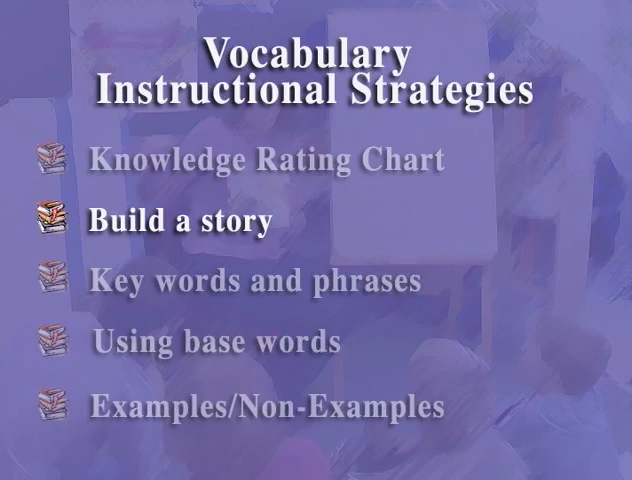 Vocabulary
Instructional Strategies
Knowledge Rating Chart
Build a story
Key words and phrases
Using base words
Examples/Non-Examples